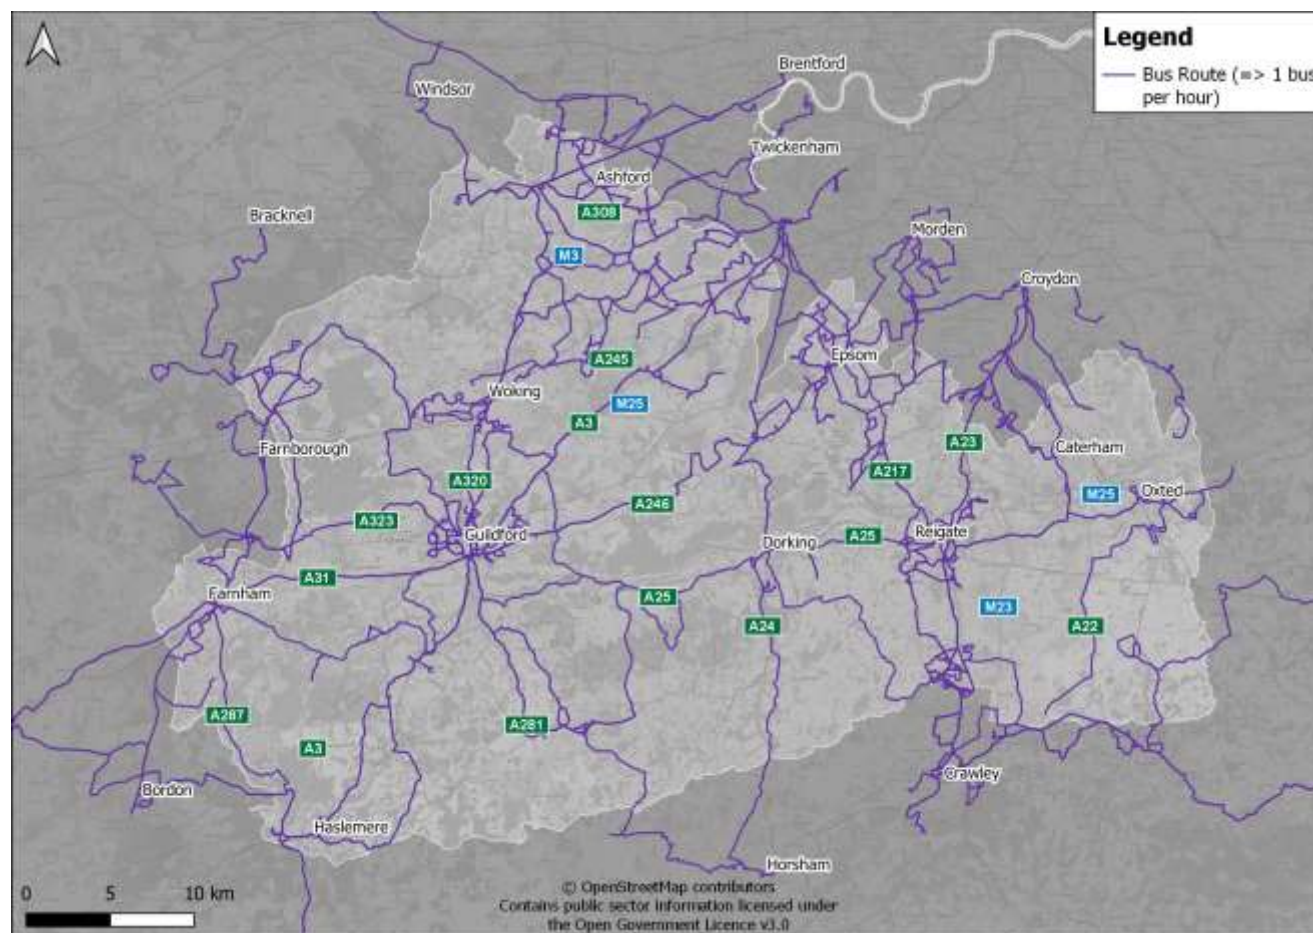 Legend
Bus Route (=> 1 bus
per hour)
Brentford
Windsor
Twickenham
Ashford
A308
Bracknell
Morden
M3
Croydon
A245
Epsom
Woking
M25
A3
Farnborough
A23
Caterham
A320
A217
A246
M25
Oxted
A323
Guildford
Dorking
A25
Reigate
A31
Farnham
A25
M23
A24
A22
A287
A281
A3
Crawley
Bordon
Haslemere
Horsham
0 5 10 km
© OpenStreetMap contributors
Contains public sector information licensed under
the Open Government Licence v3.0